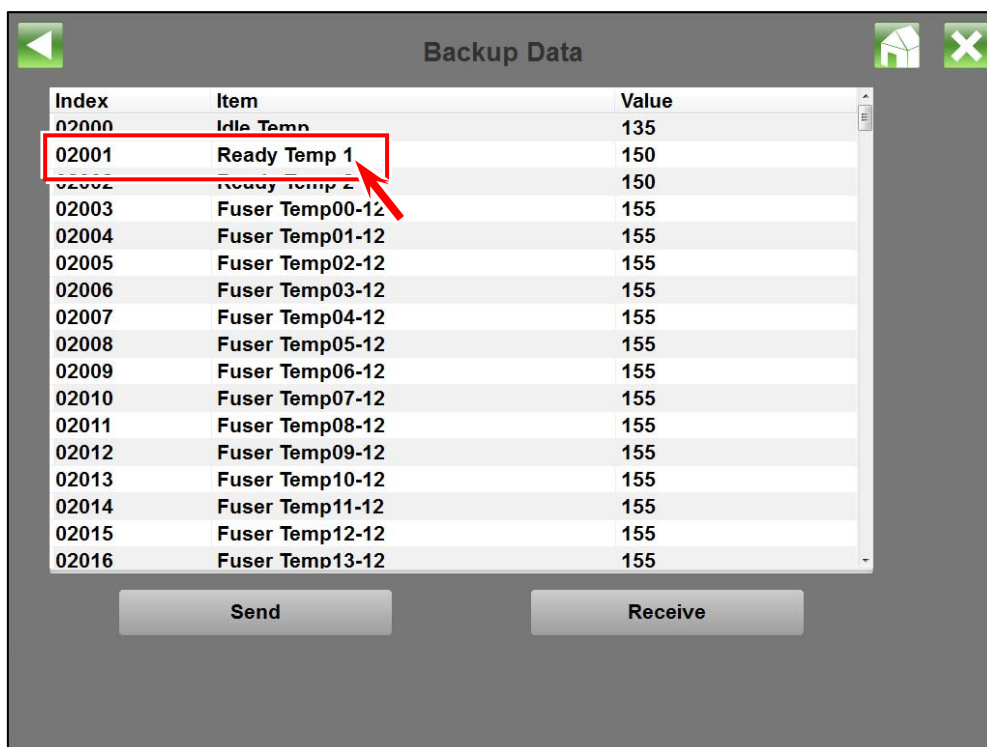 Backup Data
Index Item Value
02000 Idle Temp 135
02001 Ready Temp 1 150
02002 Ready Temp 2 150
02003 Fuser Temp00-12 155
02004 Fuser Temp01-12 155
02005 Fuser Temp02-12 155
02006 Fuser Temp03-12 155
02007 Fuser Temp04-12 155
02008 Fuser Temp05-12 155
02009 Fuser Temp06-12 155
02010 Fuser Temp07-12 155
02011 Fuser Temp08-12 155
02012 Fuser Temp09-12 155
02013 Fuser Temp10-12 155
02014 Fuser Temp11-12 155
02015 Fuser Temp12-12 155
02016 Fuser Temp13-12 155
Send Receive